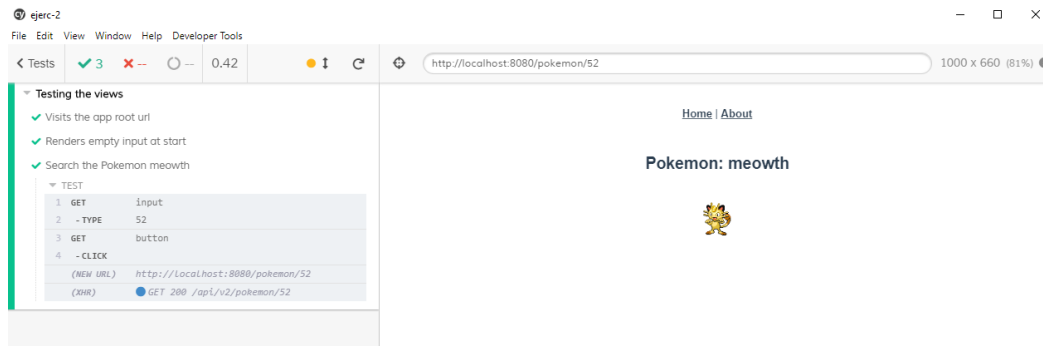 ejerc-2
File Edit View Window Help Developer Tools
Tests 3 -- -- 0.42
http://localhost:8080/pokemon/52 1000 x 660 (81%)
Testing the views
Visits the app root url
Renders empty input at start
Search the Pokemon meowth
TEST
1 GET input
2 - TYPE 52
3 GET button
4 - CLICK
(NEW URL) http://localhost:8080/pokemon/52
(XHR) GET 200 /api/v2/pokemon/52
Home | About
Pokemon: meowth